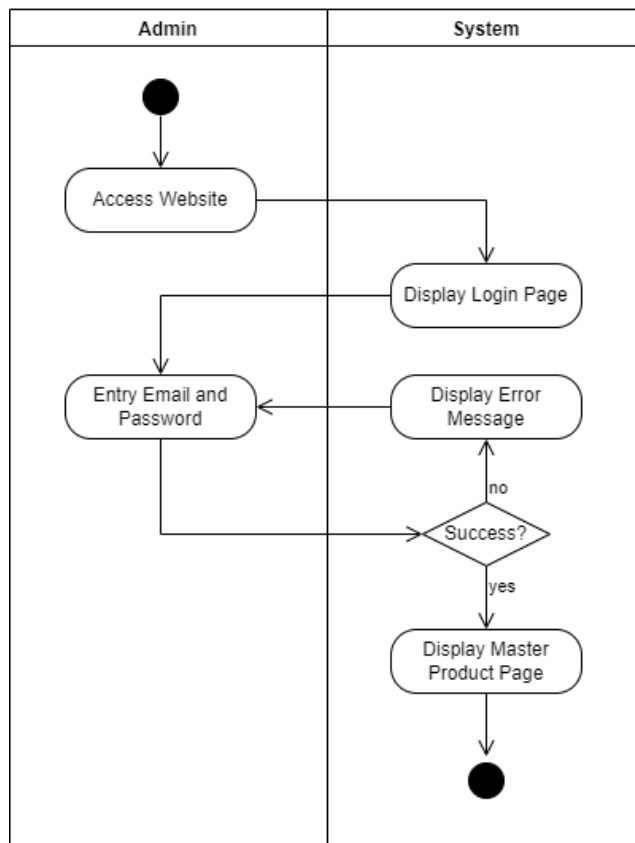 Admin
System
Access Website
Display Login Page
Entry Email and
Password
Display Error
Message
no
Success?
yes
Display Master
Product Page